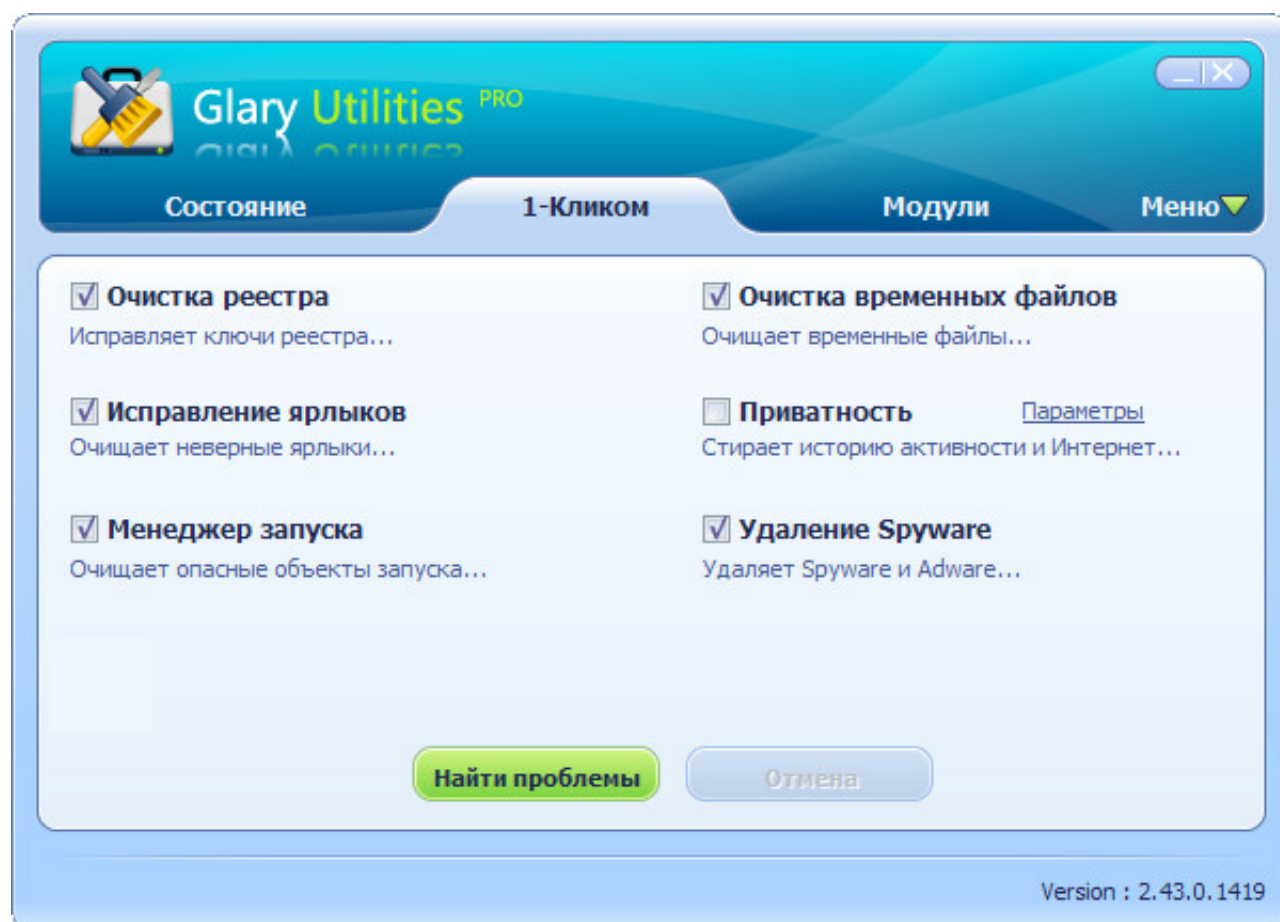 Glary Utilities PRO
Состояние
1-Кликом
Модули
Меню
Очистка реестра
Исправляет ключи реестра...
Очистка временных файлов
Очищает временные файлы...
Исправление ярлыков
Очищает неверные ярлыки...
Приватность
Параметры
Стирает историю активности и Интернет...
Менеджер запуска
Очищает опасные объекты запуска...
Удаление Spyware
Удаляет Spyware и Adware...
Найти проблемы
Отмена
Version : 2.43.0.1419